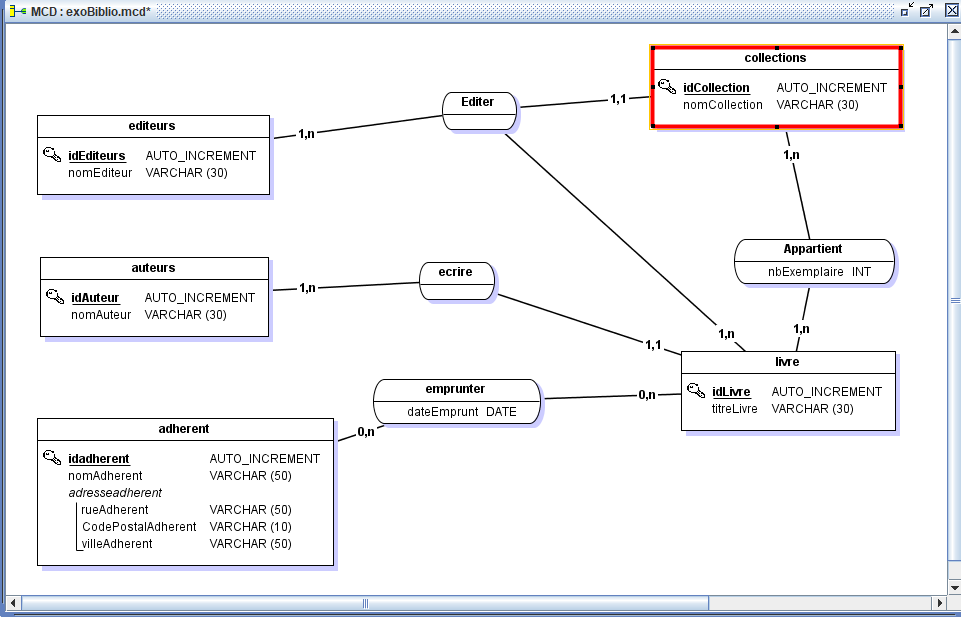 MCD : exoBiblio.mcd*
collections
idCollection AUTO_INCREMENT
nomCollection VARCHAR (30)
Editer
1,1
editeurs
1,n
idEditeurs AUTO_INCREMENT
nomEditeur VARCHAR (30)
1,n
Appartient
nbExemplaire INT
auteurs
ecrire
idAuteur AUTO_INCREMENT
nomAuteur VARCHAR (30)
1,n
1,n
1,n
1,1
livre
idLivre AUTO_INCREMENT
titreLivre VARCHAR (30)
emprunter
dateEmprunt DATE
0,n
0,n
adherent
idadherent AUTO_INCREMENT
nomAdherent VARCHAR (50)
adresseadherent
rueAdherent VARCHAR (50)
CodePostalAdherent VARCHAR (10)
villeAdherent VARCHAR (50)